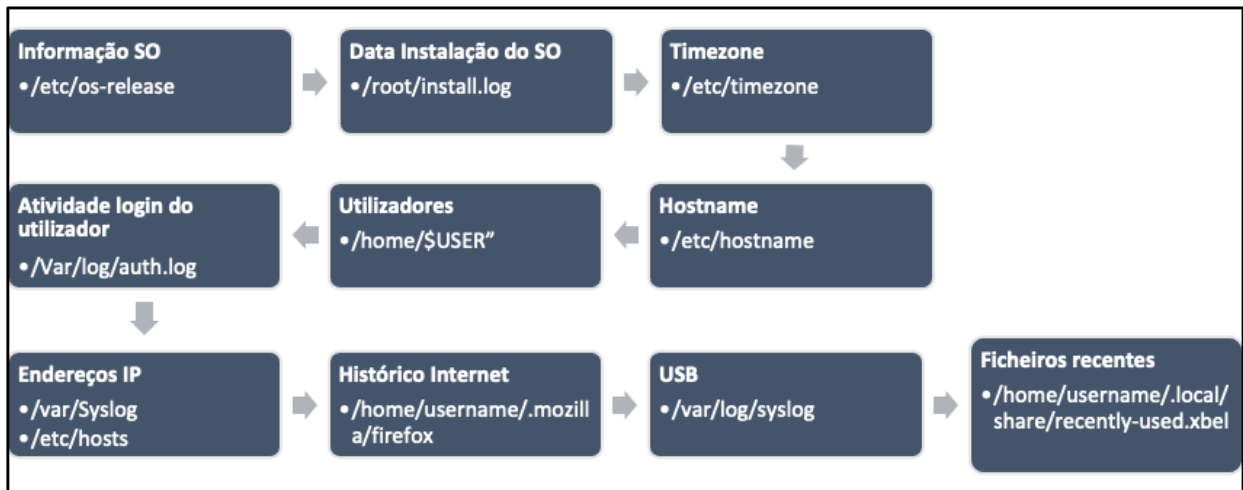 Informação SO
•/etc/os-release
Data Instalação do SO
•/root/install.log
Timezone
•/etc/timezone
Hostname
•/etc/hostname
Utilizadores
•/home/$USER”
Atividade login do
utilizador
•/Var/log/auth.log
Endereços IP
•/var/Syslog
•/etc/hosts
Histórico Internet
•/home/username/.mozill
a/firefox
USB
•/var/log/syslog
Ficheiros recentes
•/home/username/.local/
share/recently-used.xbel